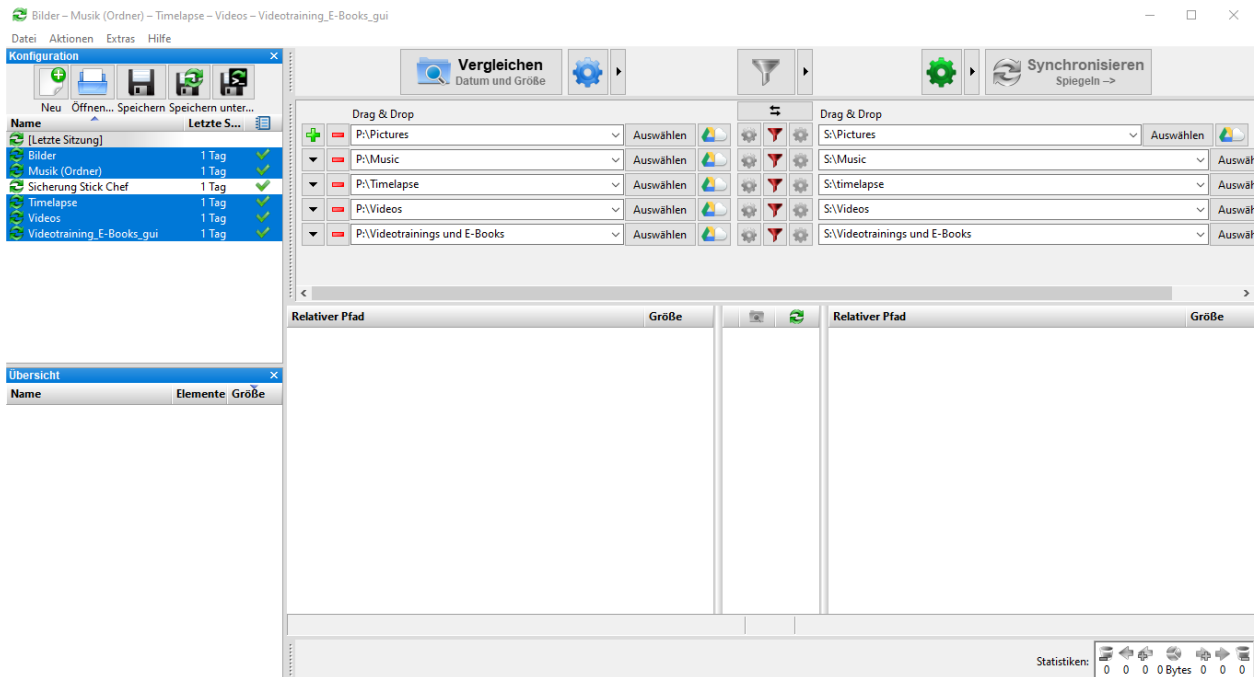 Bilder – Musik (Ordner) – Timelapse – Videos – Videotraining_E-Books_gui
Datei Aktionen Extras Hilfe
Konfiguration
Neu Öffnen... Speichern Speichern unter...
Name Letzte S...
[Letzte Sitzung]
Bilder 1 Tag
Musik (Ordner) 1 Tag
Sicherung Stick Chef 1 Tag
Timelapse 1 Tag
Videos 1 Tag
Videotraining_E-Books_gui 1 Tag
Übersicht
Name Elemente Größe
Vergleichen
Datum und Größe
Synchronisieren
Spiegeln -->
Drag & Drop Drag & Drop
P:\Pictures Auswählen S:\Pictures Auswählen
P:\Music Auswählen S:\Music Auswäh
P:\Timelapse Auswählen S:\timelapse Auswäh
P:\Videos Auswählen S:\Videos Auswäh
P:\Videotrainings und E-Books Auswählen S:\Videotrainings und E-Books Auswäh
Relativer Pfad Größe Relativer Pfad Größe
Statistiken:
0 0 0 0 Bytes 0 0 0